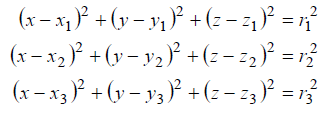 (x − x₁)² + (y − y₁)² + (z − z₁)² = r₁²
(x − x₂)² + (y − y₂)² + (z − z₂)² = r₂²
(x − x₃)² + (y − y₃)² + (z − z₃)² = r₃²